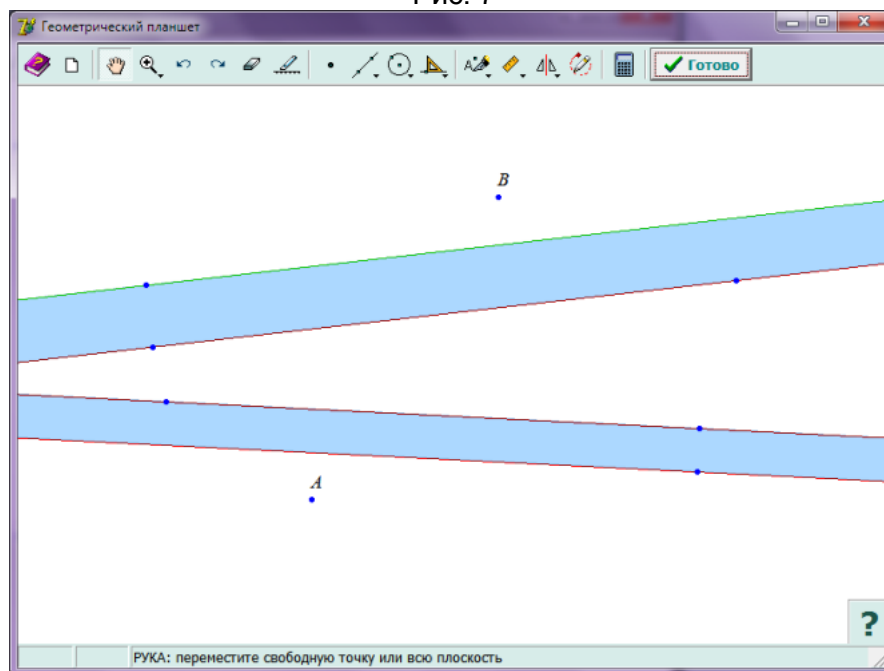 Рис. 7
Геометрический планшет
Готово
B
A
?
РУКА: переместите свободную точку или всю плоскость